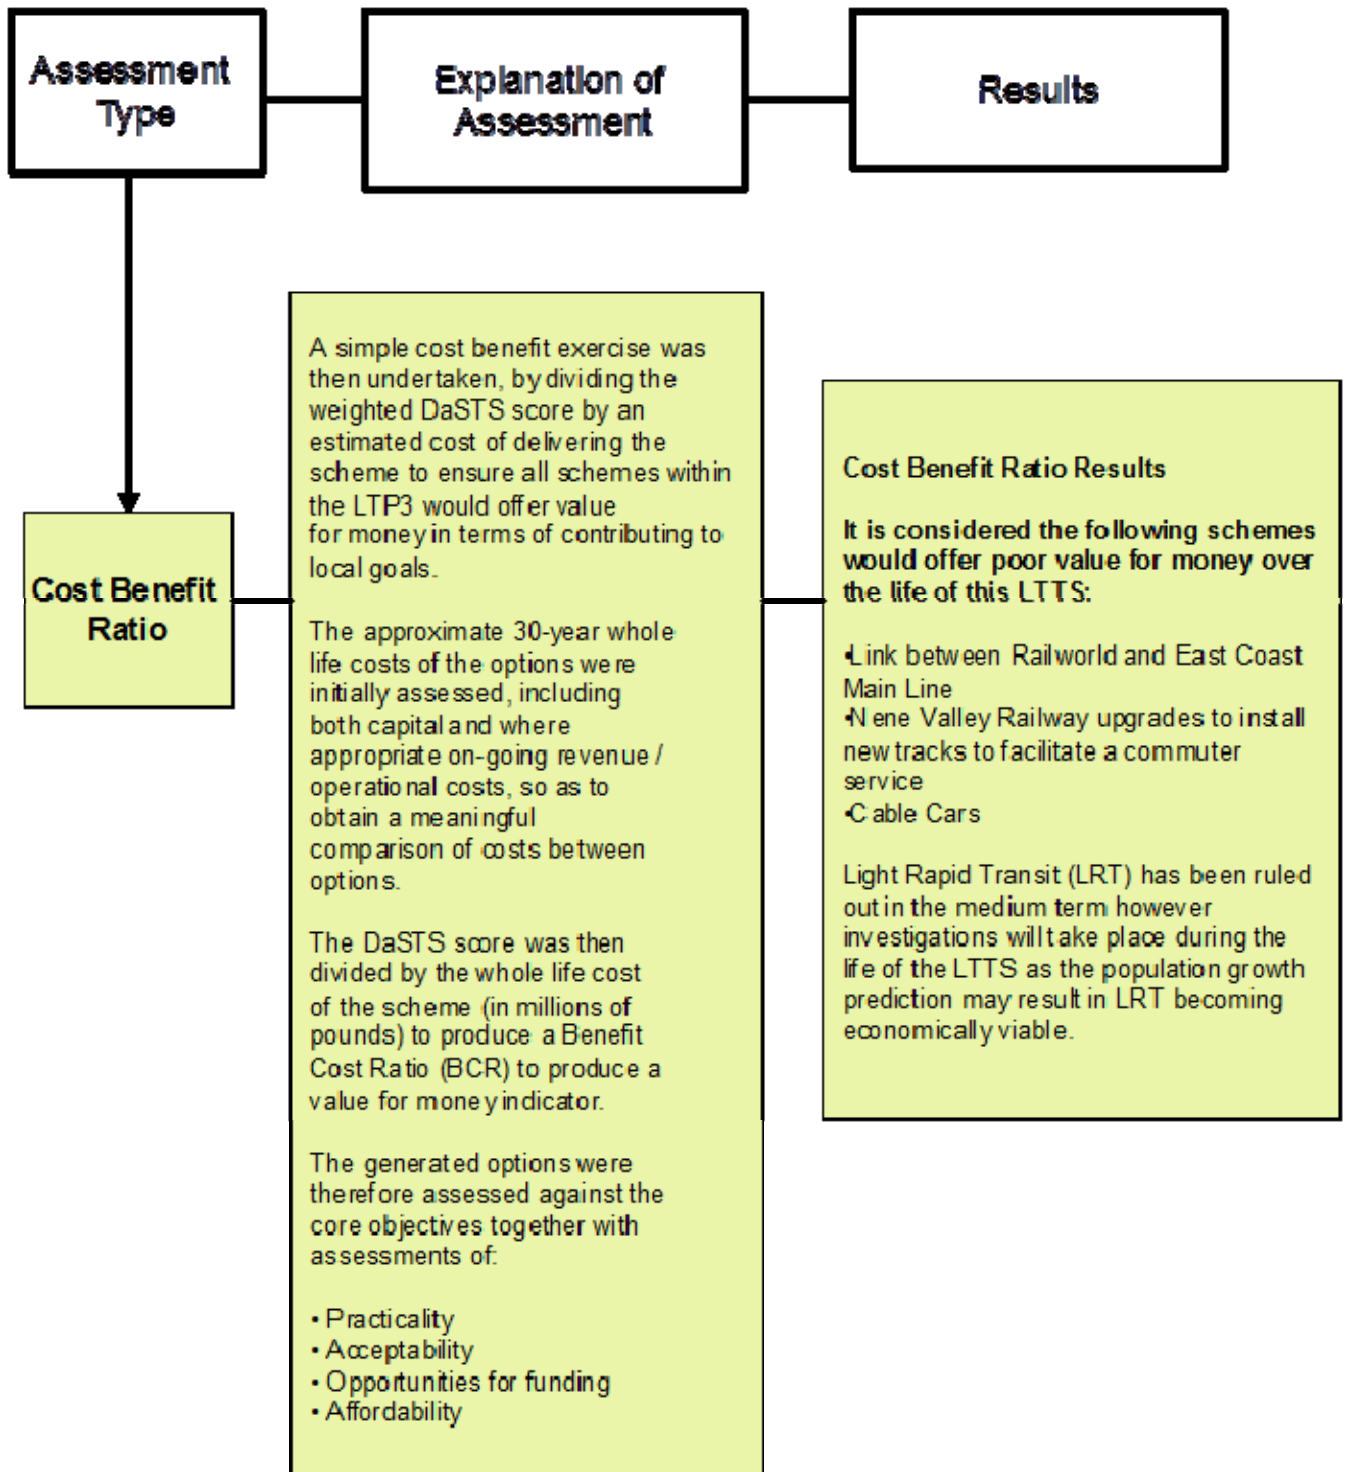 Assessment
Type
Explanation of
Assessment
Results
Cost Benefit
Ratio
A simple cost benefit exercise was
then undertaken, by dividing the
weighted DaSTS score by an
estimated cost of delivering the
scheme to ensure all schemes within
the LTP3 would offer value
for money in terms of contributing to
local goals.
The approximate 30-year whole
life costs of the options were
initially assessed, including
both capital and where
appropriate on-going revenue /
operational costs, so as to
obtain a meaningful
comparison of costs between
options.
The DaSTS score was then
divided by the whole life cost
of the scheme (in millions of
pounds) to produce a Benefit
Cost Ratio (BCR) to produce a
value for money indicator.
The generated options were
therefore assessed against the
core objectives together with
assessments of:
• Practicality
• Acceptability
• Opportunities for funding
• Affordability
Cost Benefit Ratio Results
It is considered the following schemes
would offer poor value for money over
the life of this LTTS:
•Link between Railworld and East Coast
Main Line
•Nene Valley Railway upgrades to install
new tracks to facilitate a commuter
service
•Cable Cars
Light Rapid Transit (LRT) has been ruled
out in the medium term however
investigations will take place during the
life of the LTTS as the population growth
prediction may result in LRT becoming
economically viable.